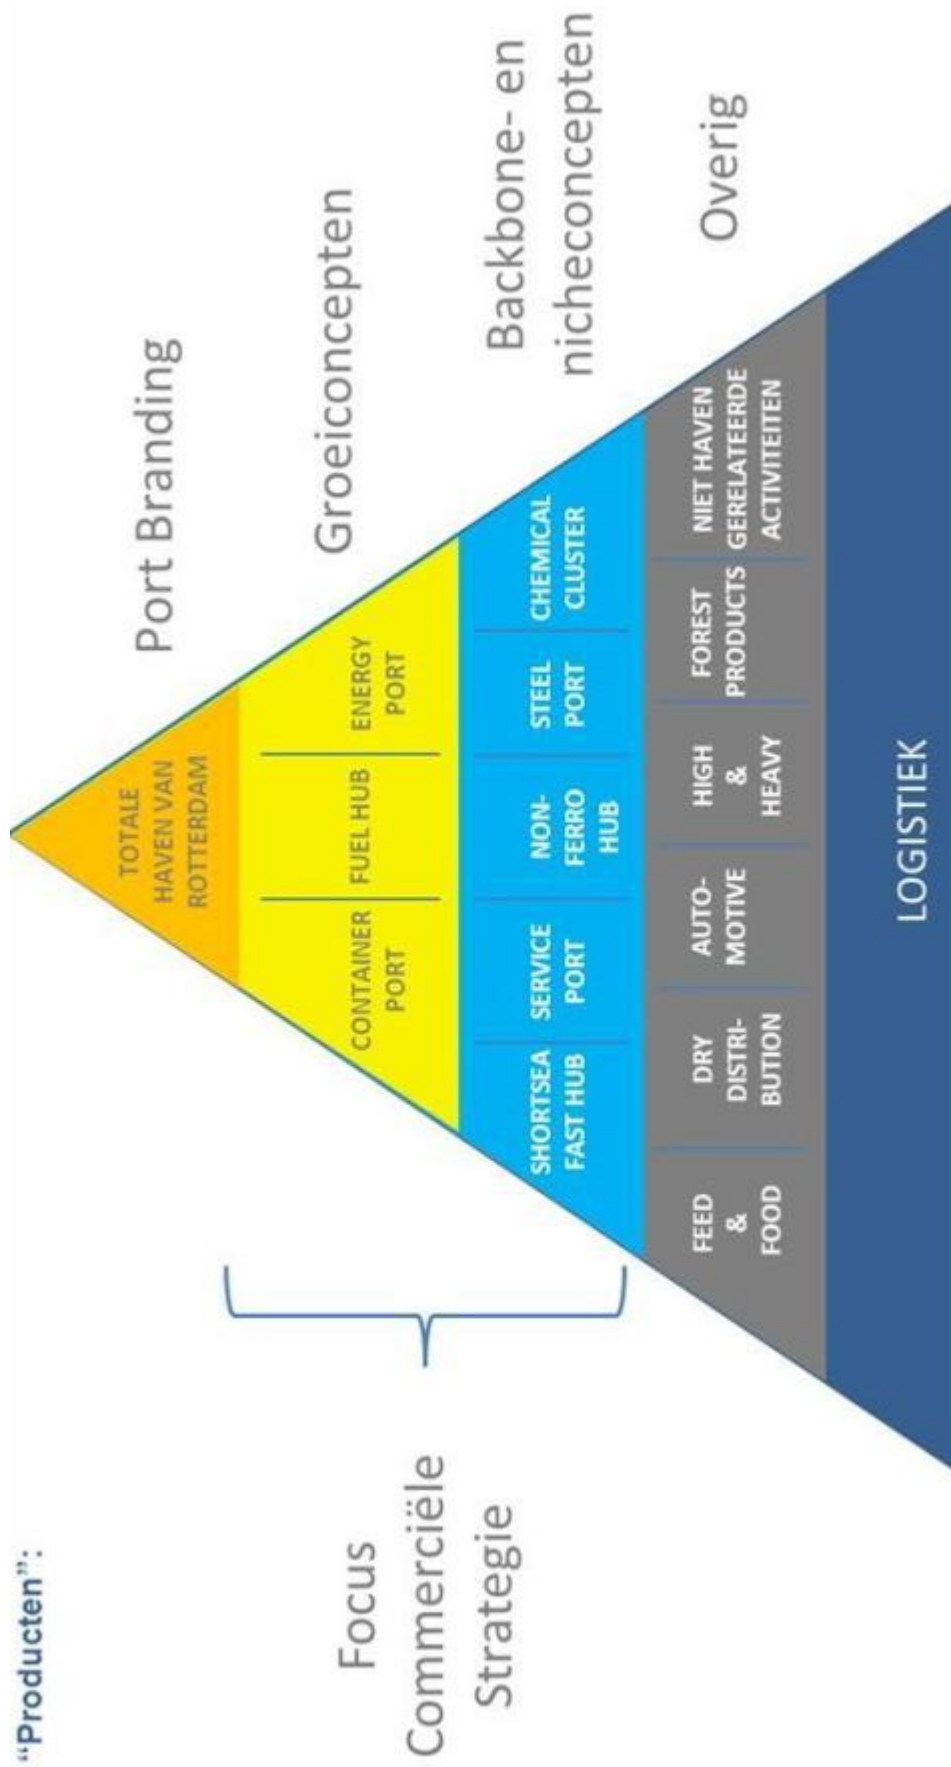 “Producten”:
Port Branding
TOTALE
HAVEN VAN
ROTTERDAM
Groeiconcepten
CONTAINER
PORT
FUEL HUB
ENERGY
PORT
Focus
Commerciële
Strategie
Backbone- en
nicheconcepten
SHORTSEA
FAST HUB
SERVICE
PORT
NON-
FERRO
HUB
STEEL
PORT
CHEMICAL
CLUSTER
Overig
FEED
&
FOOD
DRY
DISTRI-
BUTION
AUTO-
MOTIVE
HIGH
&
HEAVY
FOREST
PRODUCTS
NIET HAVEN
GERELATEERDE
ACTIVITEITEN
LOGISTIEK